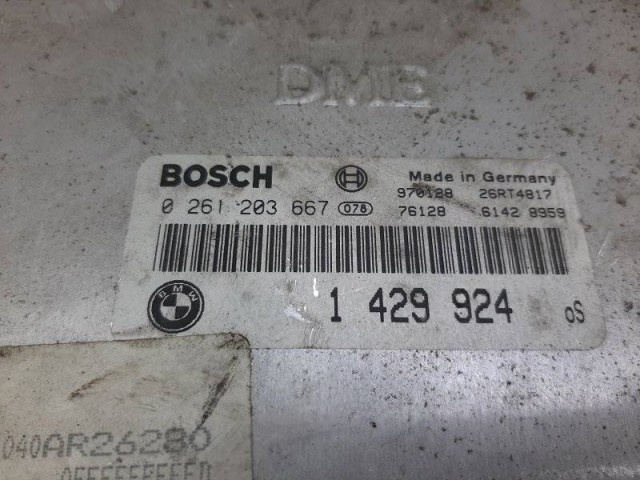 DME
BOSCH Made in Germany
970128 26RT4817
0 261 203 667 078 76128 6142 8959
BMW 1 429 924 oS
040AR26280